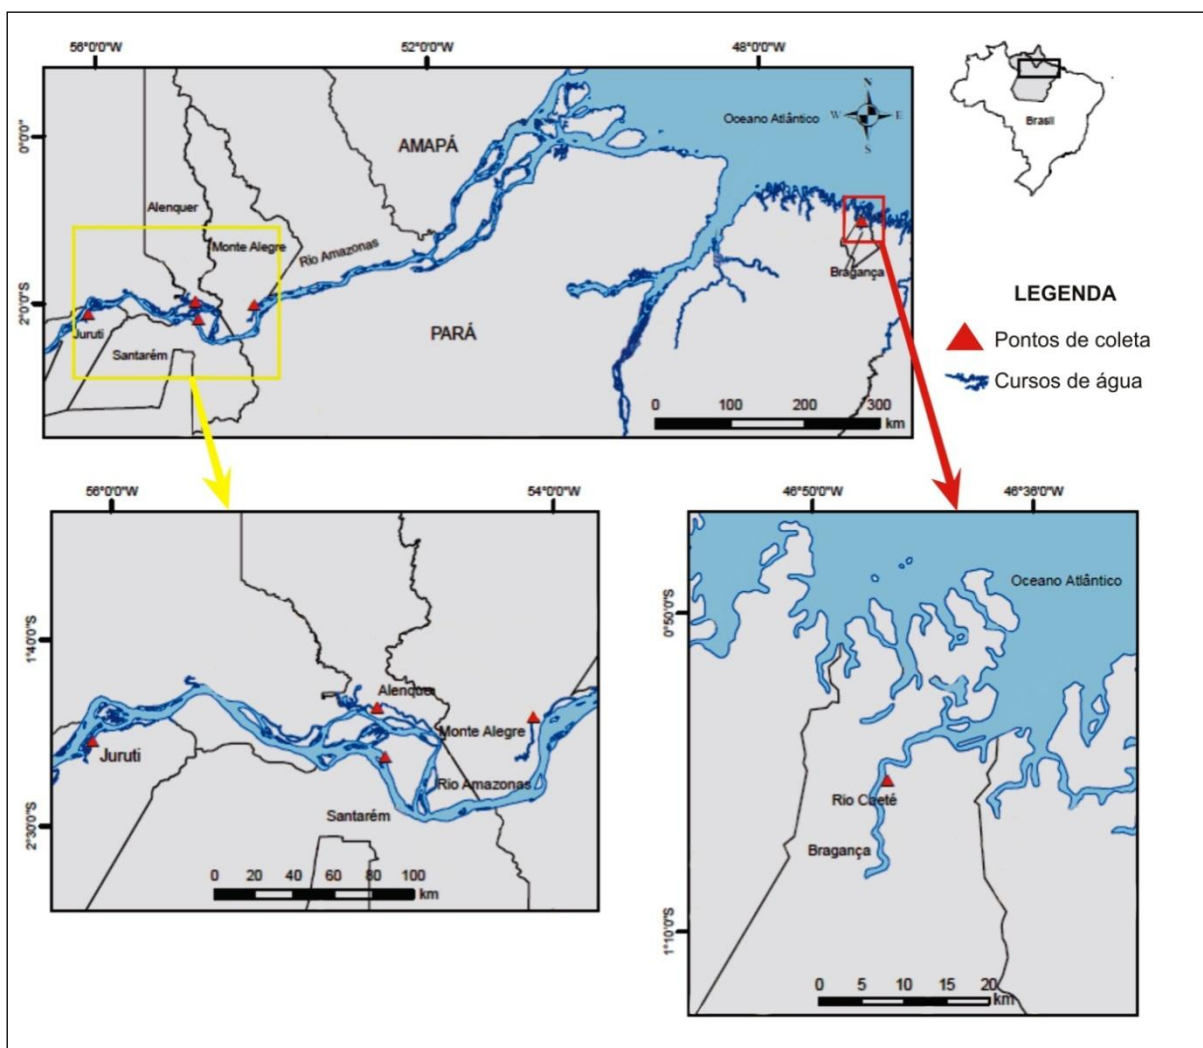 56°0'0"W
52°0'0"W
48°0'0"W
0°0'0"
2°0'0"S
AMAPÁ
Oceano Atlântico
N
W
E
S
Brasil
Alenquer
Monte Alegre
Rio Amazonas
Bragança
Juruti
Santarém
PARÁ
0 100 200 300
km
LEGENDA
Pontos de coleta
Cursos de água
56°0'0"W
54°0'0"W
1°40'0"S
2°30'0"S
Alenquer
Monte Alegre
Juruti
Rio Amazonas
Santarém
0 20 40 60 80 100
km
46°50'0"W
46°36'0"W
0°50'0"S
1°10'0"S
Oceano Atlântico
Rio Caeté
Bragança
0 5 10 15 20
km